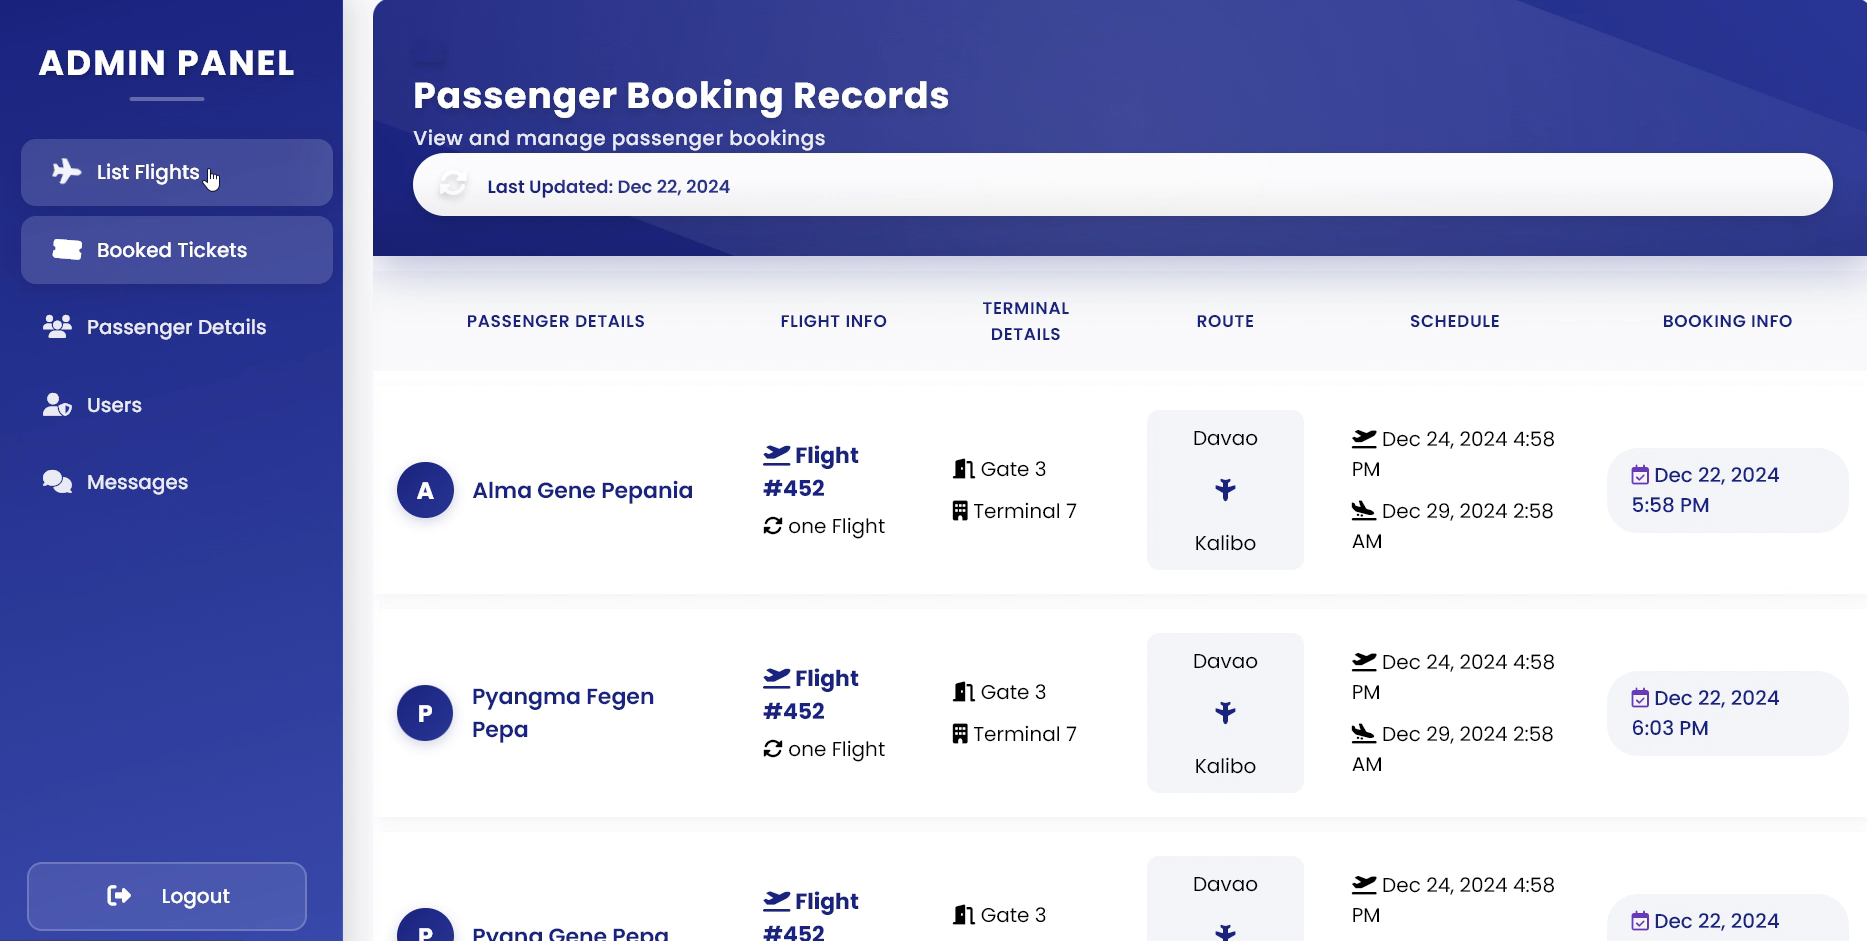 ADMIN PANEL
List Flights
Booked Tickets
Passenger Details
Users
Messages
Logout
Passenger Booking Records
View and manage passenger bookings
Last Updated: Dec 22, 2024
PASSENGER DETAILS
FLIGHT INFO
TERMINAL
DETAILS
ROUTE
SCHEDULE
BOOKING INFO
A
Alma Gene Pepania
Flight
#452
one Flight
Gate 3
Terminal 7
Davao
Kalibo
Dec 24, 2024 4:58
PM
Dec 29, 2024 2:58
AM
Dec 22, 2024
5:58 PM
P
Pyangma Fegen
Pepa
Flight
#452
one Flight
Gate 3
Terminal 7
Davao
Kalibo
Dec 24, 2024 4:58
PM
Dec 29, 2024 2:58
AM
Dec 22, 2024
6:03 PM
P
Pyang Gene Pepa
Flight
#452
Gate 3
Davao
Dec 24, 2024 4:58
PM
Dec 22, 2024